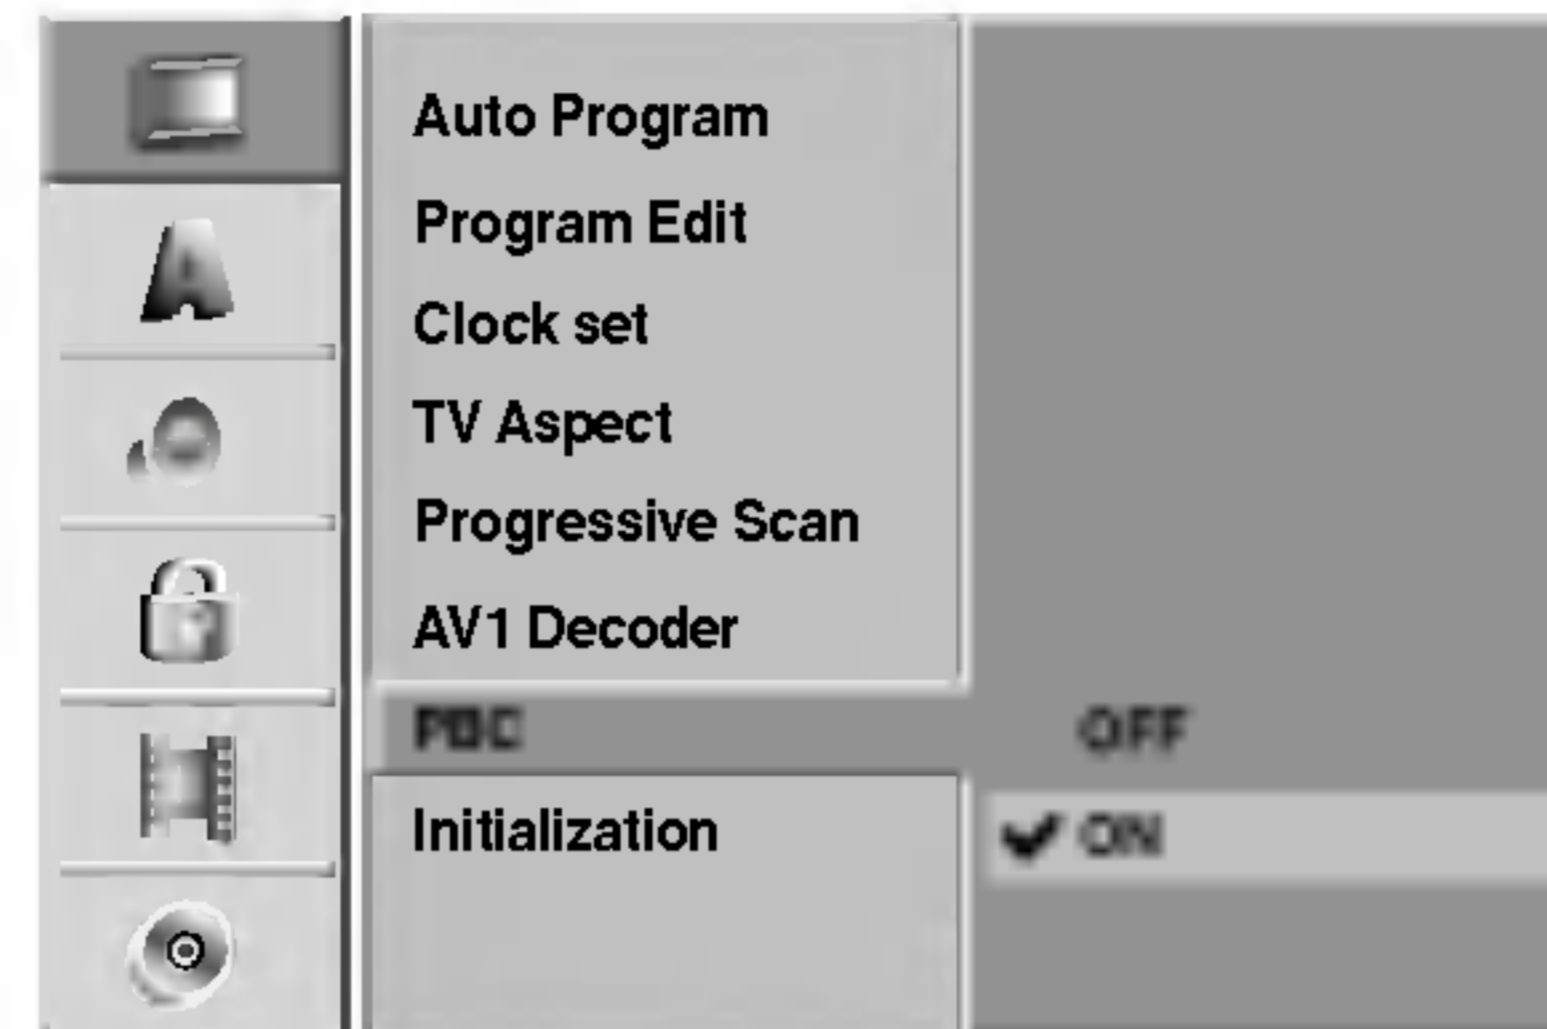 Auto Program
Program Edit
Clock set
TV Aspect
Progressive Scan
AV1 Decoder
PBC OFF
Initialization ✔ ON